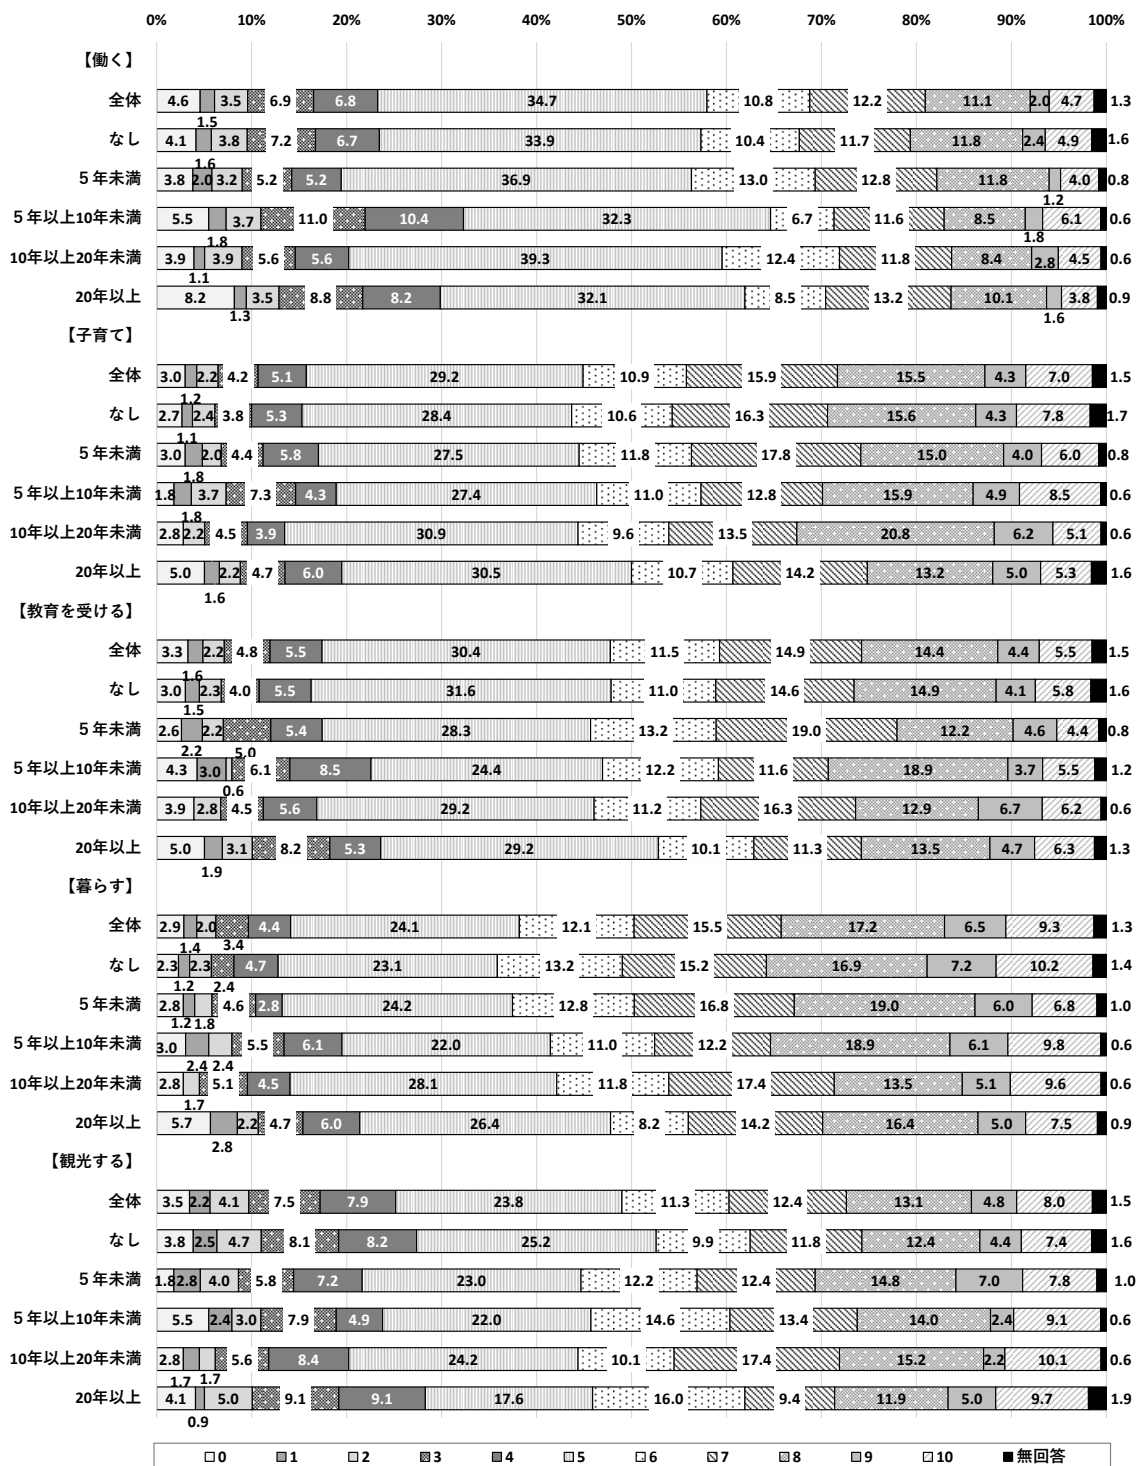 0% 10% 20% 30% 40% 50% 60% 70% 80% 90% 100%
【働く】
全体 4.6 1.5 3.5 6.9 6.8 34.7 10.8 12.2 11.1 2.0 4.7 1.3
なし 4.1 1.6 3.8 7.2 6.7 33.9 10.4 11.7 11.8 2.4 4.9 1.6
5年未満 3.8 2.0 3.2 5.2 5.2 36.9 13.0 12.8 11.8 1.2 4.0 0.8
5年以上10年未満 5.5 1.8 3.7 11.0 10.4 32.3 6.7 11.6 8.5 1.8 6.1 0.6
10年以上20年未満 3.9 1.1 3.9 5.6 5.6 39.3 12.4 11.8 8.4 2.8 4.5 0.6
20年以上 8.2 1.3 3.5 8.8 8.2 32.1 8.5 13.2 10.1 1.6 3.8 0.9
【子育て】
全体 3.0 1.2 2.2 4.2 5.1 29.2 10.9 15.9 15.5 4.3 7.0 1.5
なし 2.7 1.1 2.4 3.8 5.3 28.4 10.6 16.3 15.6 4.3 7.8 1.7
5年未満 3.0 1.8 2.0 4.4 5.8 27.5 11.8 17.8 15.0 4.0 6.0 0.8
5年以上10年未満 1.8 1.8 3.7 7.3 4.3 27.4 11.0 12.8 15.9 4.9 8.5 0.6
10年以上20年未満 2.8 2.2 4.5 3.9 30.9 9.6 13.5 20.8 6.2 5.1 0.6
20年以上 5.0 1.6 2.2 4.7 6.0 30.5 10.7 14.2 13.2 5.0 5.3 1.6
【教育を受ける】
全体 3.3 1.6 2.2 4.8 5.5 30.4 11.5 14.9 14.4 4.4 5.5 1.5
なし 3.0 1.5 2.3 4.0 5.5 31.6 11.0 14.6 14.9 4.1 5.8 1.6
5年未満 2.6 2.2 2.2 5.0 5.4 28.3 13.2 19.0 12.2 4.6 4.4 0.8
5年以上10年未満 4.3 3.0 0.6 6.1 8.5 24.4 12.2 11.6 18.9 3.7 5.5 1.2
10年以上20年未満 3.9 2.8 4.5 5.6 29.2 11.2 16.3 12.9 6.7 6.2 0.6
20年以上 5.0 1.9 3.1 8.2 5.3 29.2 10.1 11.3 13.5 4.7 6.3 1.3
【暮らす】
全体 2.9 1.4 2.0 3.4 4.4 24.1 12.1 15.5 17.2 6.5 9.3 1.3
なし 2.3 1.2 2.3 2.4 4.7 23.1 13.2 15.2 16.9 7.2 10.2 1.4
5年未満 2.8 1.2 1.8 4.6 2.8 24.2 12.8 16.8 19.0 6.0 6.8 1.0
5年以上10年未満 3.0 2.4 2.4 5.5 6.1 22.0 11.0 12.2 18.9 6.1 9.8 0.6
10年以上20年未満 2.8 1.7 5.1 4.5 28.1 11.8 17.4 13.5 5.1 9.6 0.6
20年以上 5.7 2.8 2.2 4.7 6.0 26.4 8.2 14.2 16.4 5.0 7.5 0.9
【観光する】
全体 3.5 2.2 4.1 7.5 7.9 23.8 11.3 12.4 13.1 4.8 8.0 1.5
なし 3.8 2.5 4.7 8.1 8.2 25.2 9.9 11.8 12.4 4.4 7.4 1.6
5年未満 1.8 2.8 4.0 5.8 7.2 23.0 12.2 12.4 14.8 7.0 7.8 1.0
5年以上10年未満 5.5 2.4 3.0 7.9 4.9 22.0 14.6 13.4 14.0 2.4 9.1 0.6
10年以上20年未満 2.8 1.7 1.7 5.6 8.4 24.2 10.1 17.4 15.2 2.2 10.1 0.6
20年以上 4.1 0.9 5.0 9.1 9.1 17.6 16.0 9.4 11.9 5.0 9.7 1.9
0 1 2 3 4 5 6 7 8 9 10 無回答